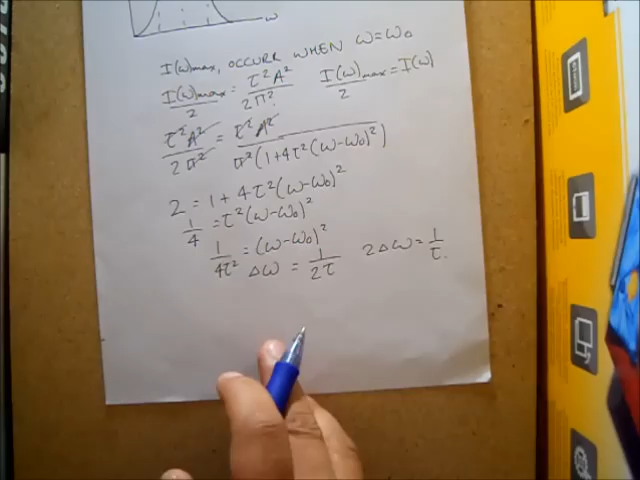 ω
I(ω)max, OCCURR WHEN ω=ω₀
I(ω)max/2 = τ²A²/2π² I(ω)max/2 = I(ω)
τ²A²/2π² = τ²A²/π²(1+4τ²(ω-ω₀)²)
2 = 1 + 4τ²(ω-ω₀)²
1/4 = τ²(ω-ω₀)²
1/4τ² = (ω-ω₀)²
Δω = 1/2τ 2Δω = 1/τ.